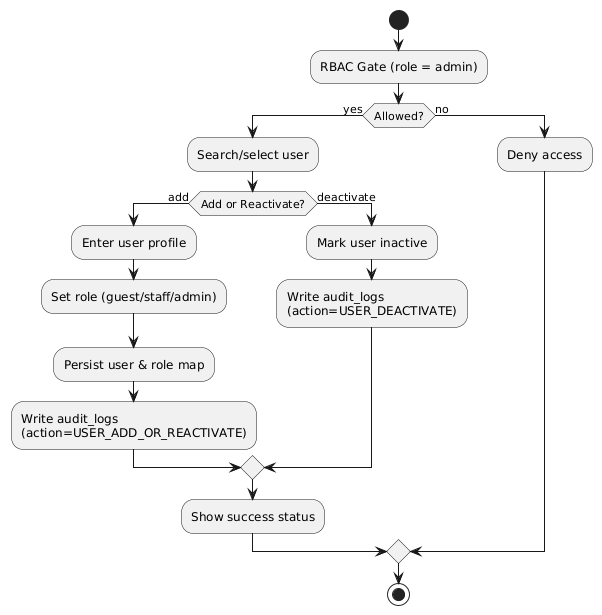 RBAC Gate (role = admin)
Allowed?
yes
no
Search/select user
Deny access
Add or Reactivate?
add
deactivate
Enter user profile
Mark user inactive
Set role (guest/staff/admin)
Write audit_logs
(action=USER_DEACTIVATE)
Persist user & role map
Write audit_logs
(action=USER_ADD_OR_REACTIVATE)
Show success status